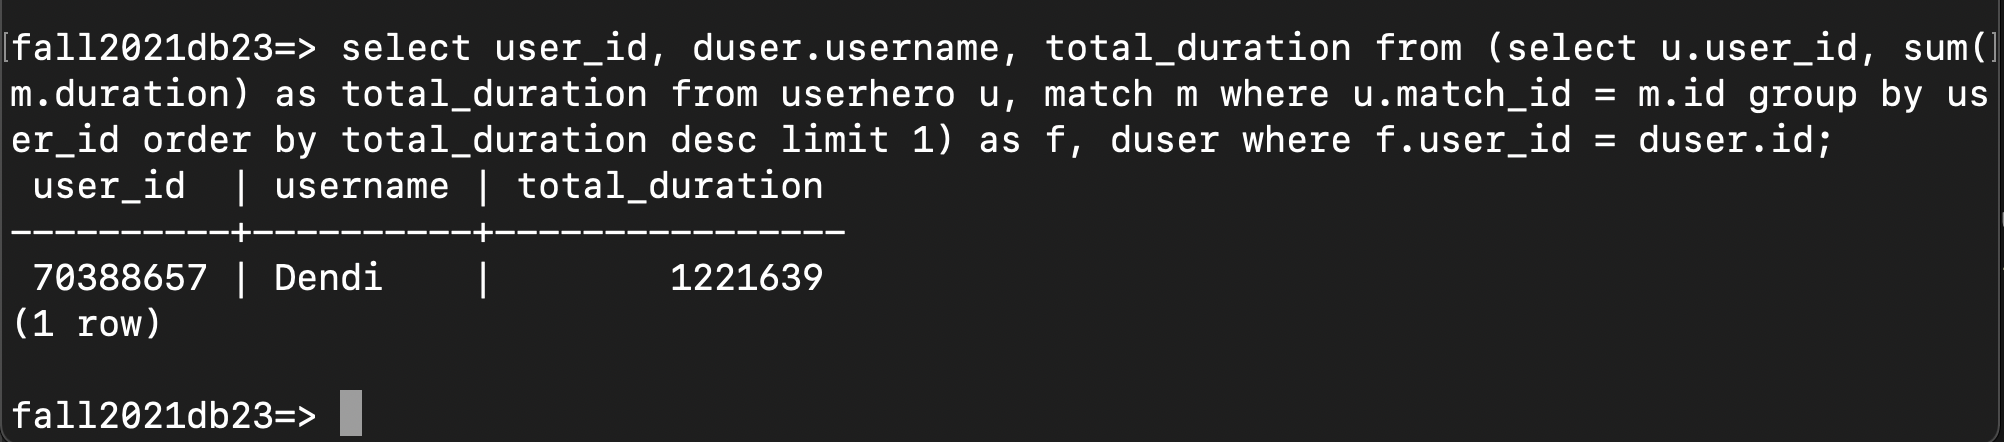 [fall2021db23=> select user_id, duser.username, total_duration from (select u.user_id, sum(]
m.duration) as total_duration from userhero u, match m where u.match_id = m.id group by us
er_id order by total_duration desc limit 1) as f, duser where f.user_id = duser.id;
 user_id  | username | total_duration
----------+----------+----------------
 70388657 | Dendi    |        1221639
(1 row)

fall2021db23=>